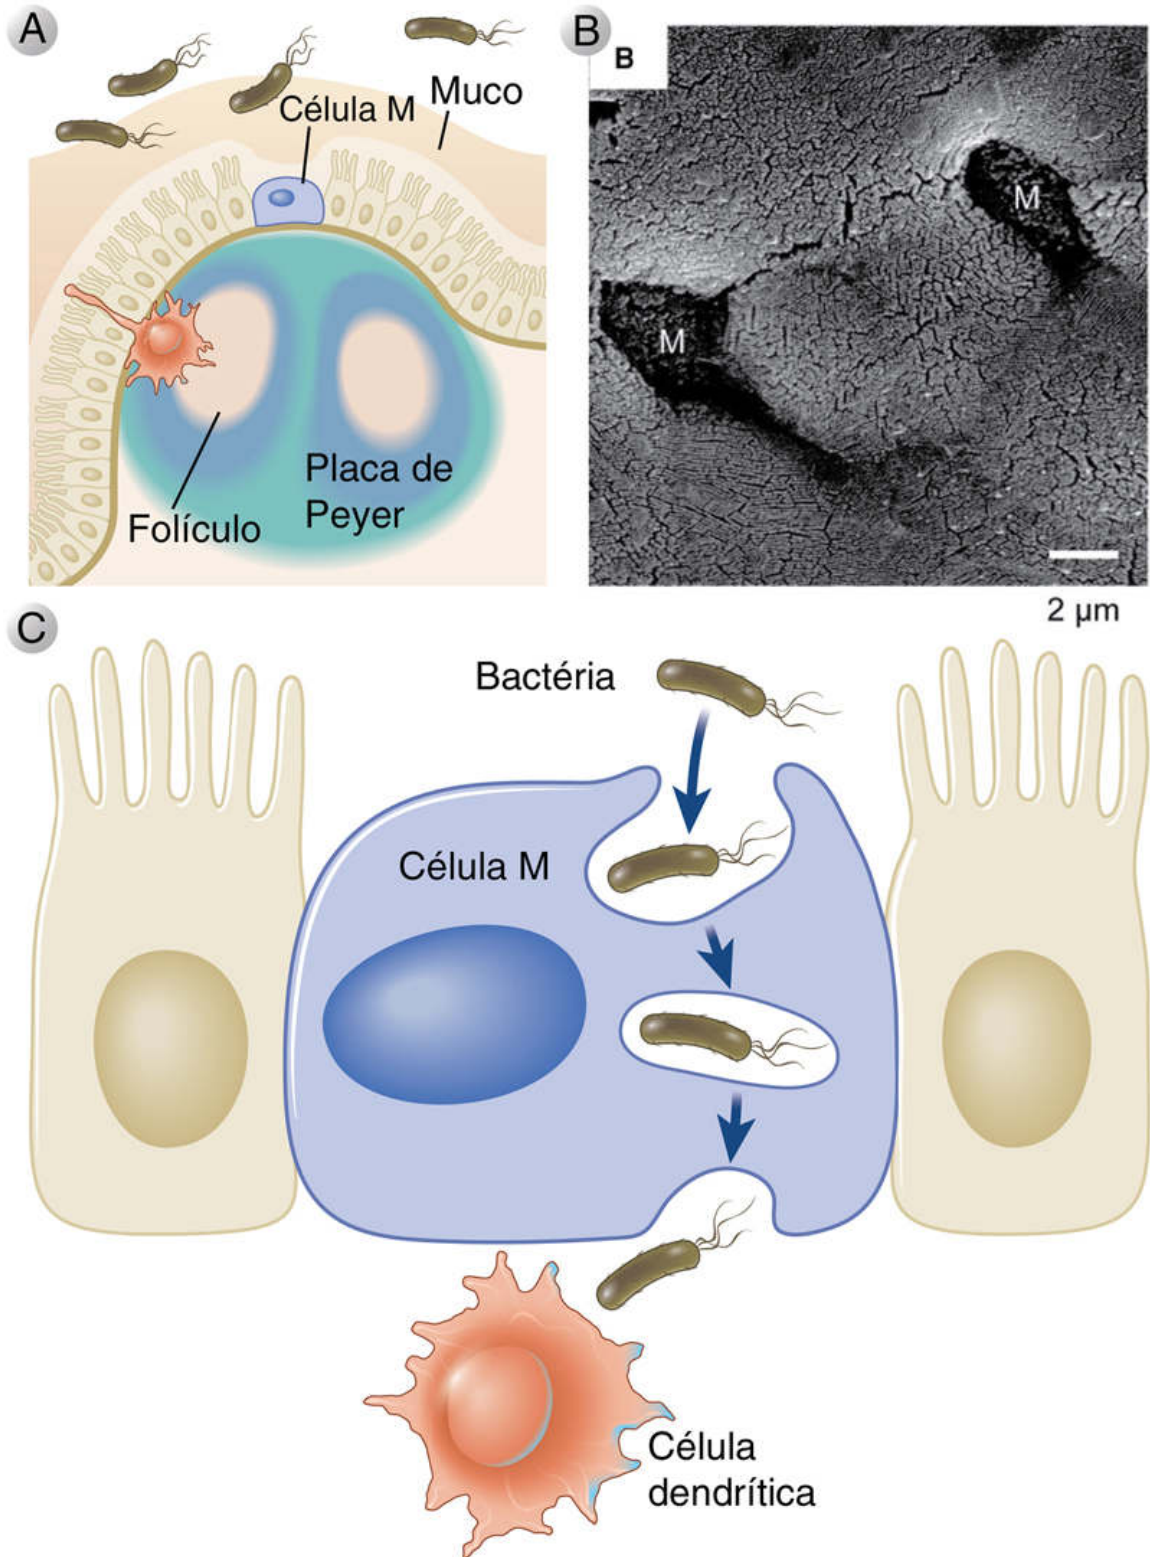 A
Célula M
Muco
Folículo
Placa de
Peyer
B
B
M
M
2 µm
C
Bactéria
Célula M
Célula
dendrítica